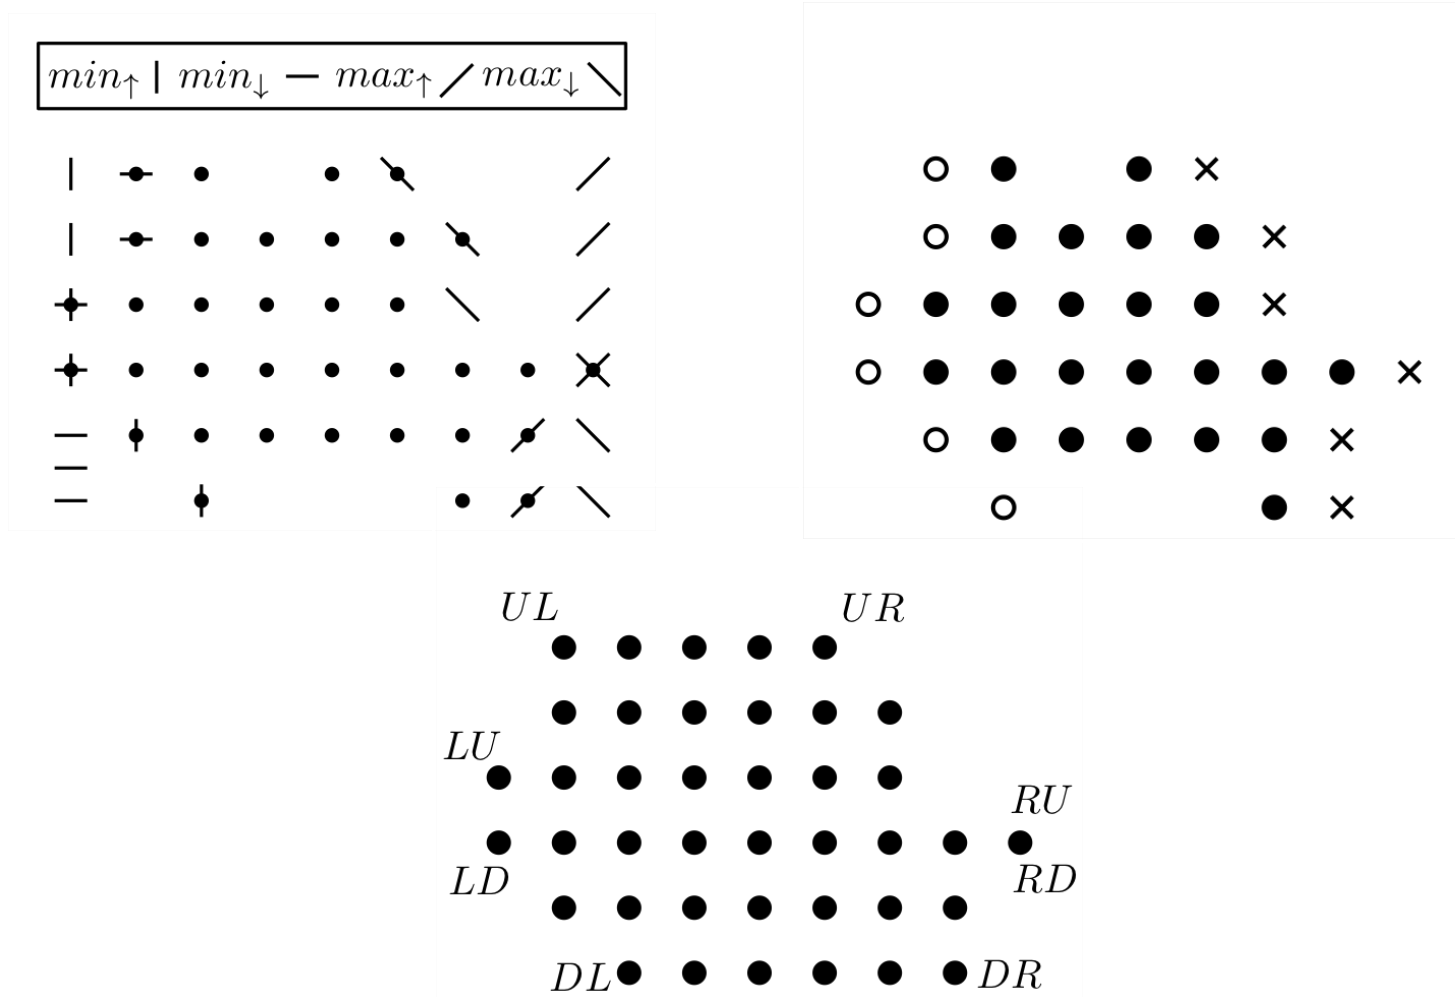 min↑ | min↓ — max↑ ╱ max↓ ╲
UL UR
LU
RU
LD RD
DL DR